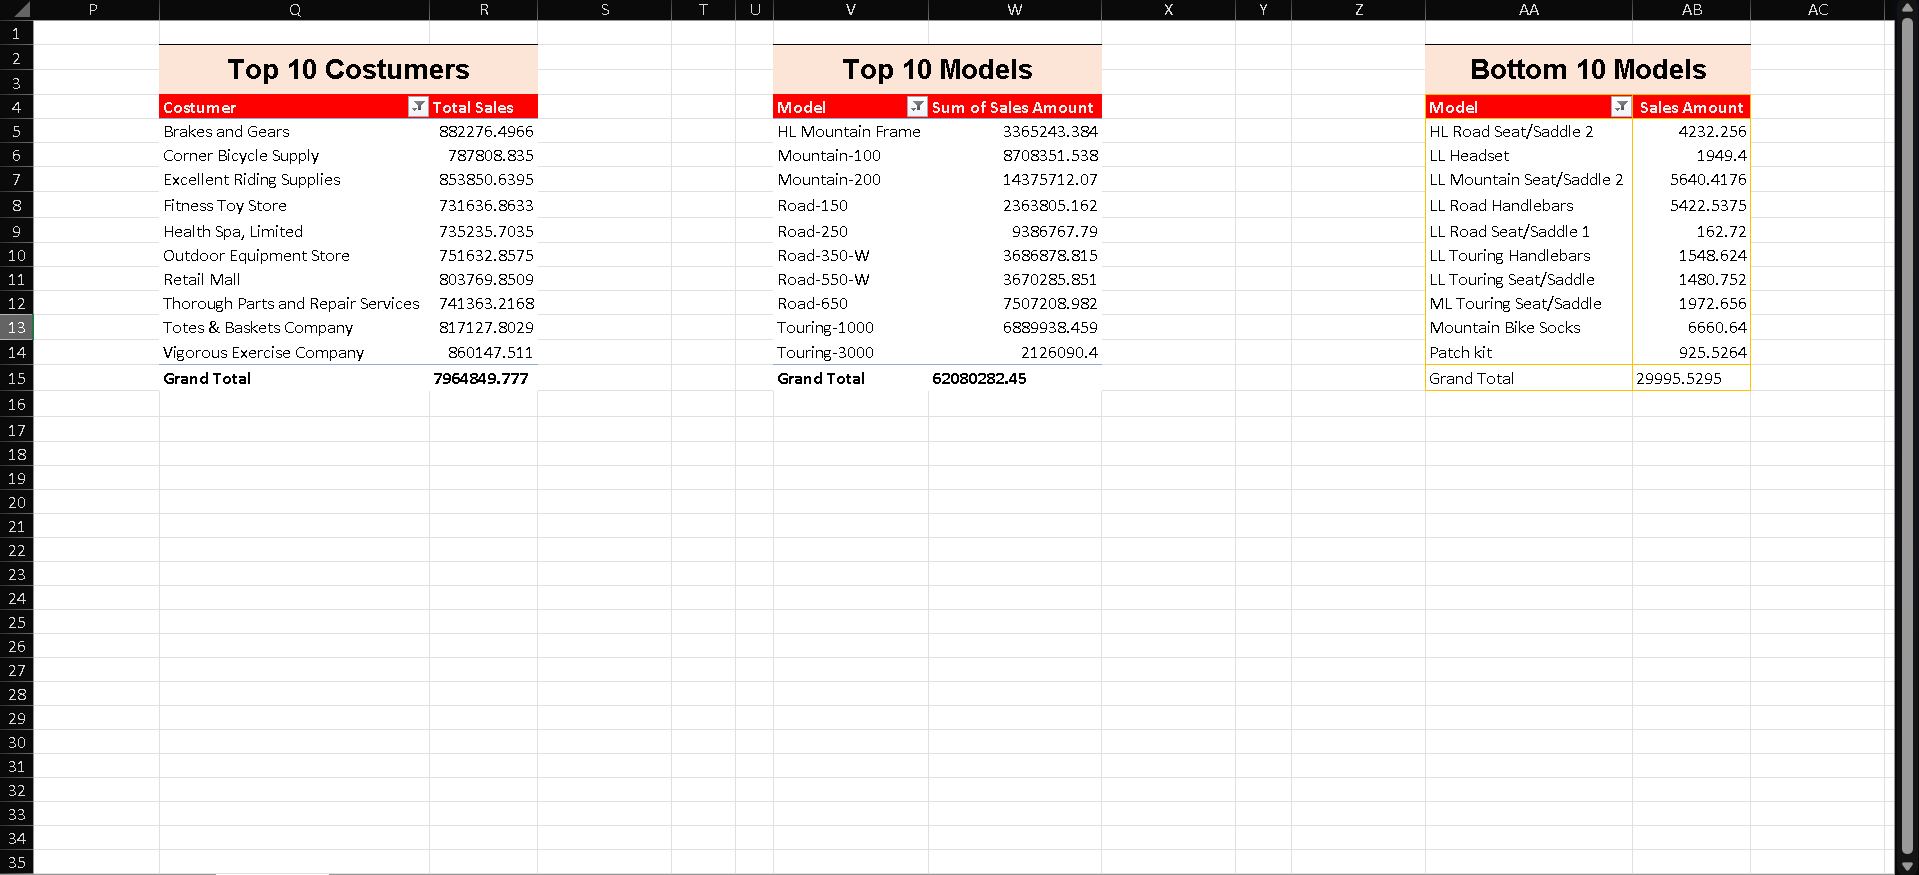 P Q R S T U V W X Y Z AA AB AC
1
2 Top 10 Costumers Top 10 Models Bottom 10 Models
3
4 Costumer Total Sales Model Sum of Sales Amount Model Sales Amount
5 Brakes and Gears 882276.4966 HL Mountain Frame 3365243.384 HL Road Seat/Saddle 2 4232.256
6 Corner Bicycle Supply 787808.835 Mountain-100 8708351.538 LL Headset 1949.4
7 Excellent Riding Supplies 853850.6395 Mountain-200 14375712.07 LL Mountain Seat/Saddle 2 5640.4176
8 Fitness Toy Store 731636.8633 Road-150 2363805.162 LL Road Handlebars 5422.5375
9 Health Spa, Limited 735235.7035 Road-250 9386767.79 LL Road Seat/Saddle 1 162.72
10 Outdoor Equipment Store 751632.8575 Road-350-W 3686878.815 LL Touring Handlebars 1548.624
11 Retail Mall 803769.8509 Road-550-W 3670285.851 LL Touring Seat/Saddle 1480.752
12 Thorough Parts and Repair Services 741363.2168 Road-650 7507208.982 ML Touring Seat/Saddle 1972.656
13 Totes & Baskets Company 817127.8029 Touring-1000 6889938.459 Mountain Bike Socks 6660.64
14 Vigorous Exercise Company 860147.511 Touring-3000 2126090.4 Patch kit 925.5264
15 Grand Total 7964849.777 Grand Total 62080282.45 Grand Total 29995.5295
16
17
18
19
20
21
22
23
24
25
26
27
28
29
30
31
32
33
34
35